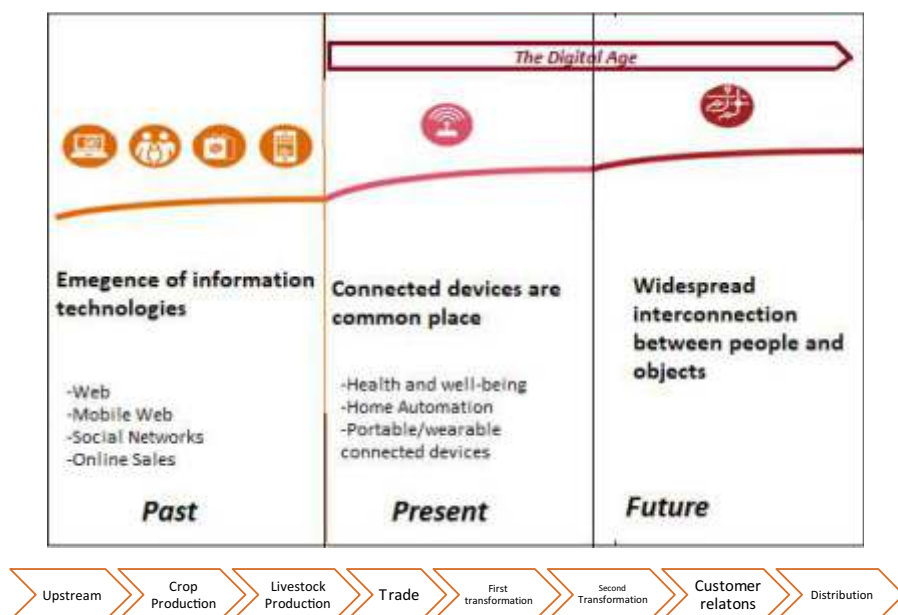 The Digital Age
Emegence of information
technologies
-Web
-Mobile Web
-Social Networks
-Online Sales
Past
Connected devices are
common place
-Health and well-being
-Home Automation
-Portable/wearable
connected devices
Present
Widespread
interconnection
between people and
objects
Future
Upstream
Crop
Production
Livestock
Production
Trade
First
transformation
Second
Transformation
Customer
relatons
Distribution